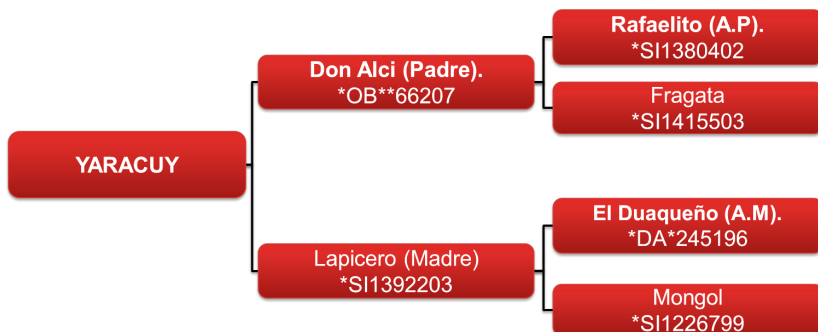 Rafaelito (A.P).
*SI1380402
Don Alci (Padre).
*OB**66207
Fragata
*SI1415503
YARACUY
El Duaqueño (A.M).
*DA*245196
Lapicero (Madre)
*SI1392203
Mongol
*SI1226799